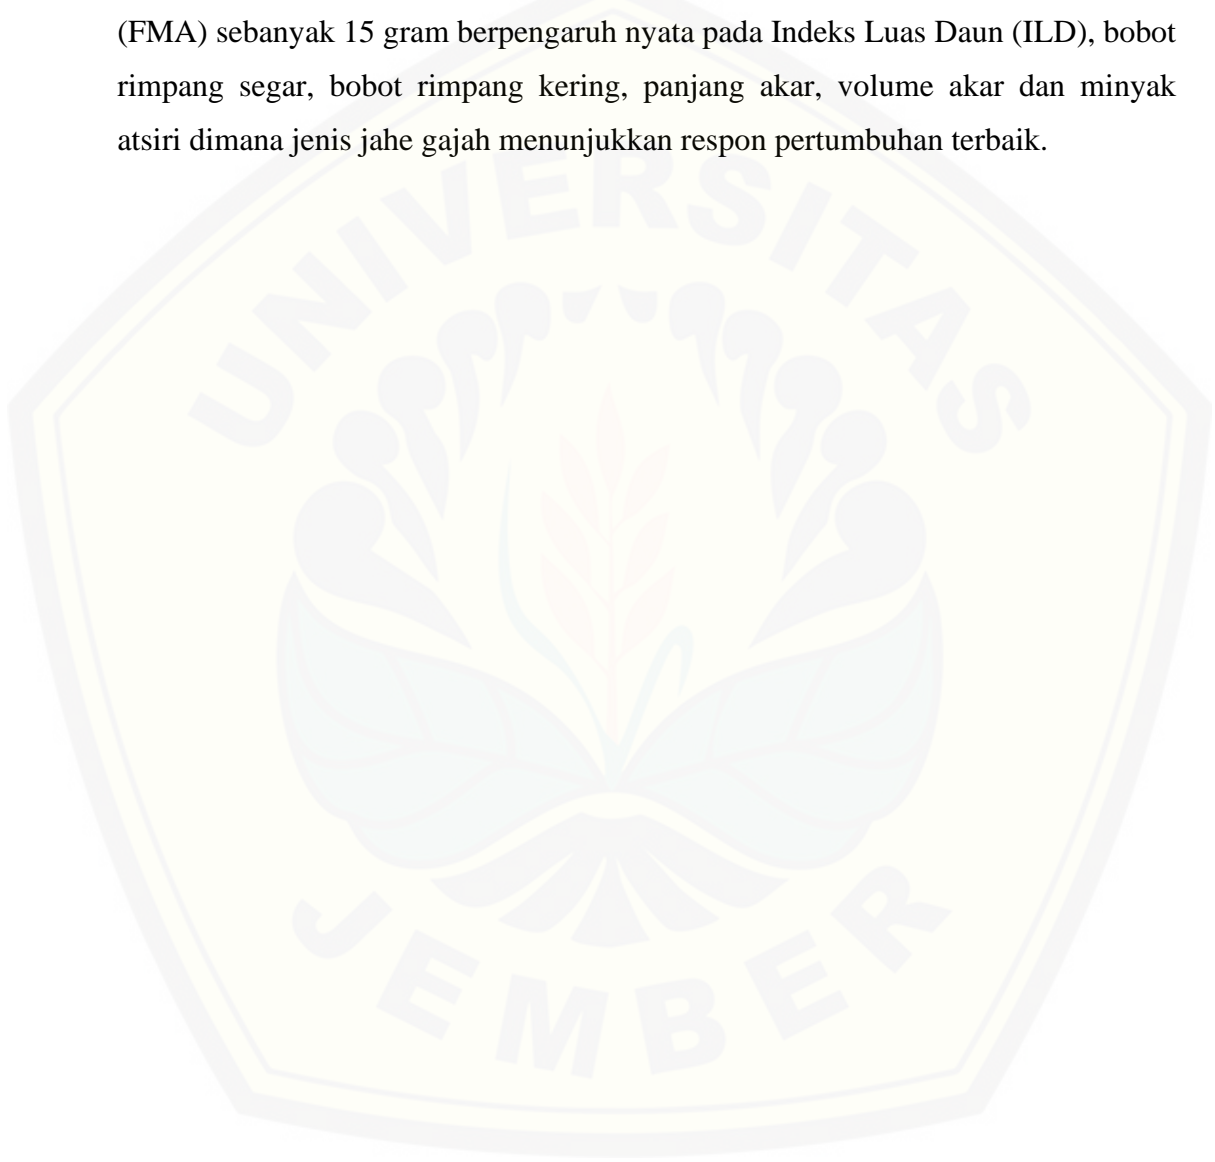 (FMA) sebanyak 15 gram berpengaruh nyata pada Indeks Luas Daun (ILD), bobot
rimpang segar, bobot rimpang kering, panjang akar, volume akar dan minyak
atsiri dimana jenis jahe gajah menunjukkan respon pertumbuhan terbaik.
UNIVERSITAS
JEMBER